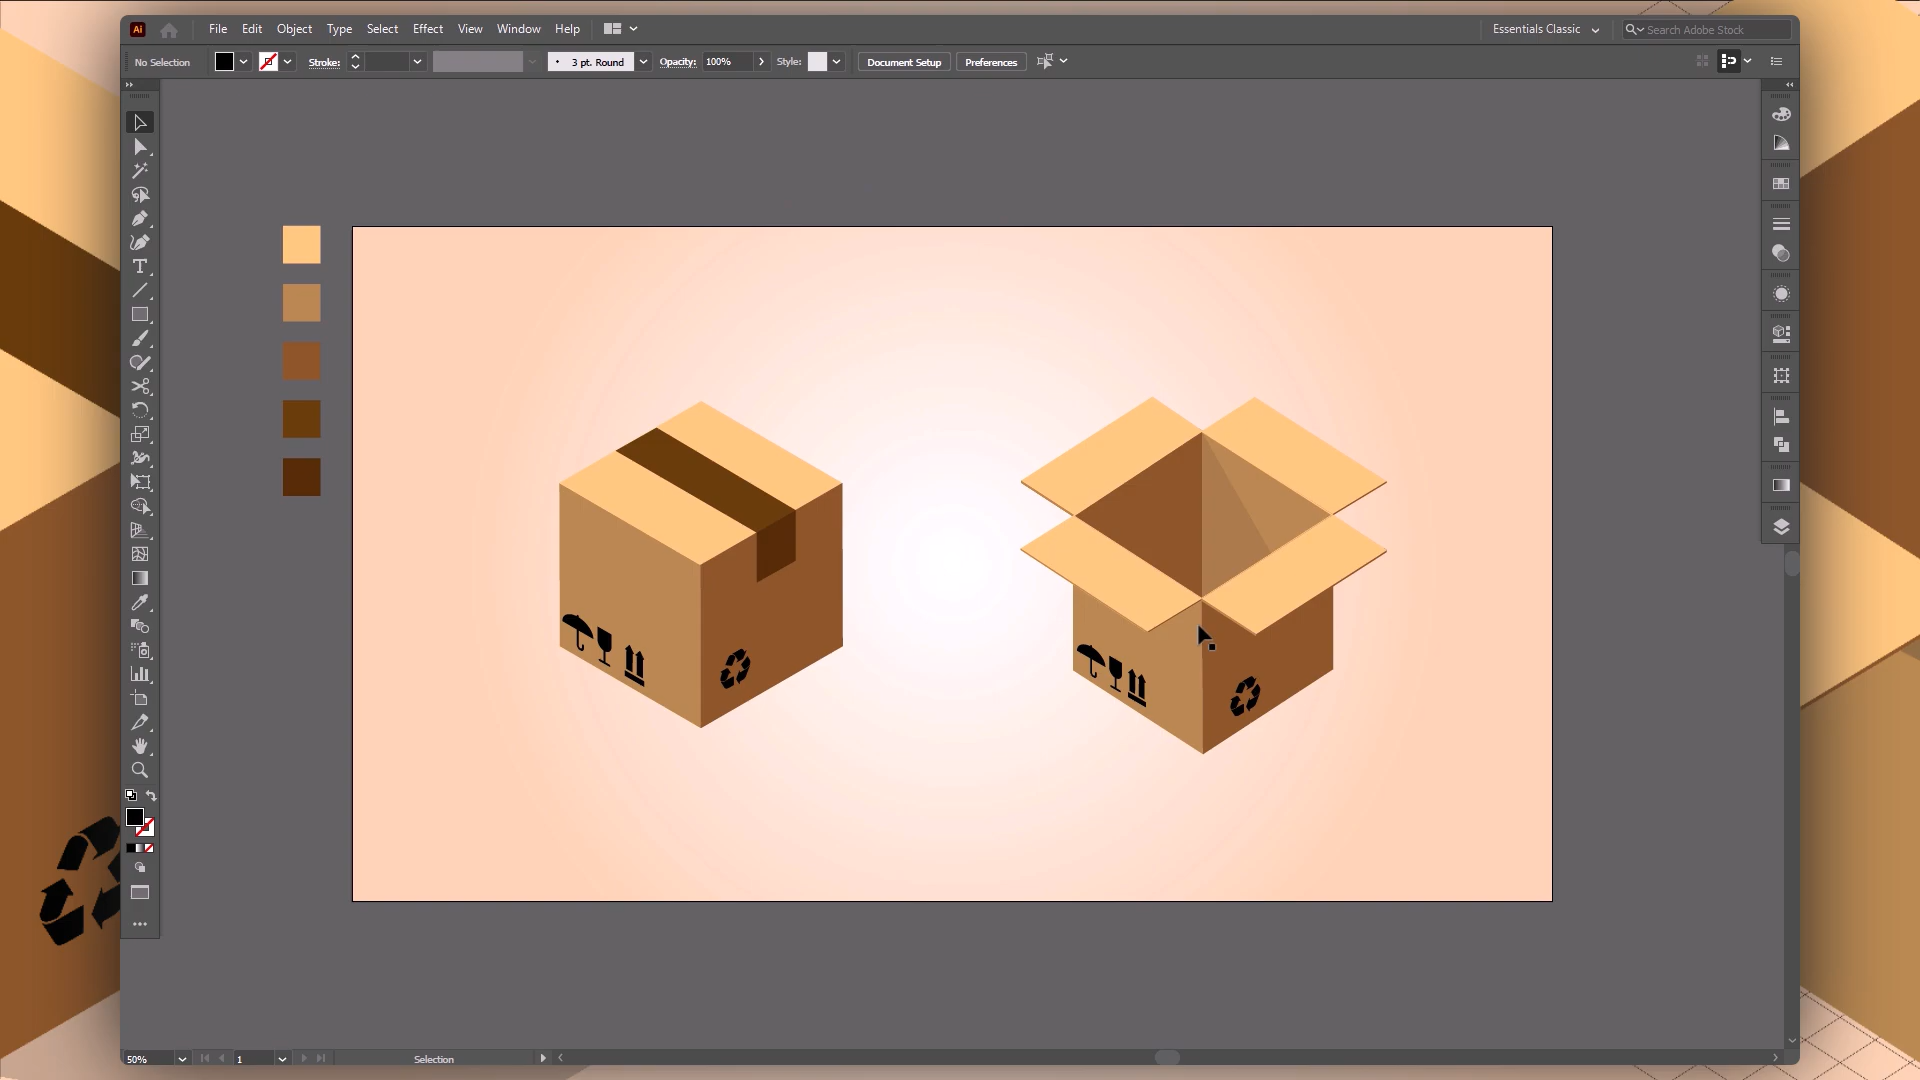 Ai File Edit Object Type Select Effect View Window Help Essentials Classic Search Adobe Stock
No Selection Stroke: 3 pt. Round Opacity: 100% Style: Document Setup Preferences
50% 1 Selection